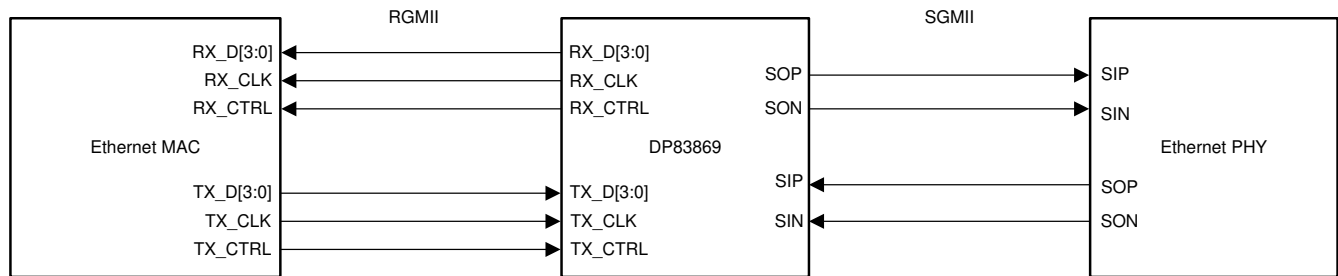 RGMII
SGMII
RX_D[3:0]
RX_CLK
RX_CTRL
Ethernet MAC
TX_D[3:0]
TX_CLK
TX_CTRL
RX_D[3:0]
RX_CLK
RX_CTRL
SOP
SON
DP83869
SIP
SIN
TX_D[3:0]
TX_CLK
TX_CTRL
SIP
SIN
Ethernet PHY
SOP
SON